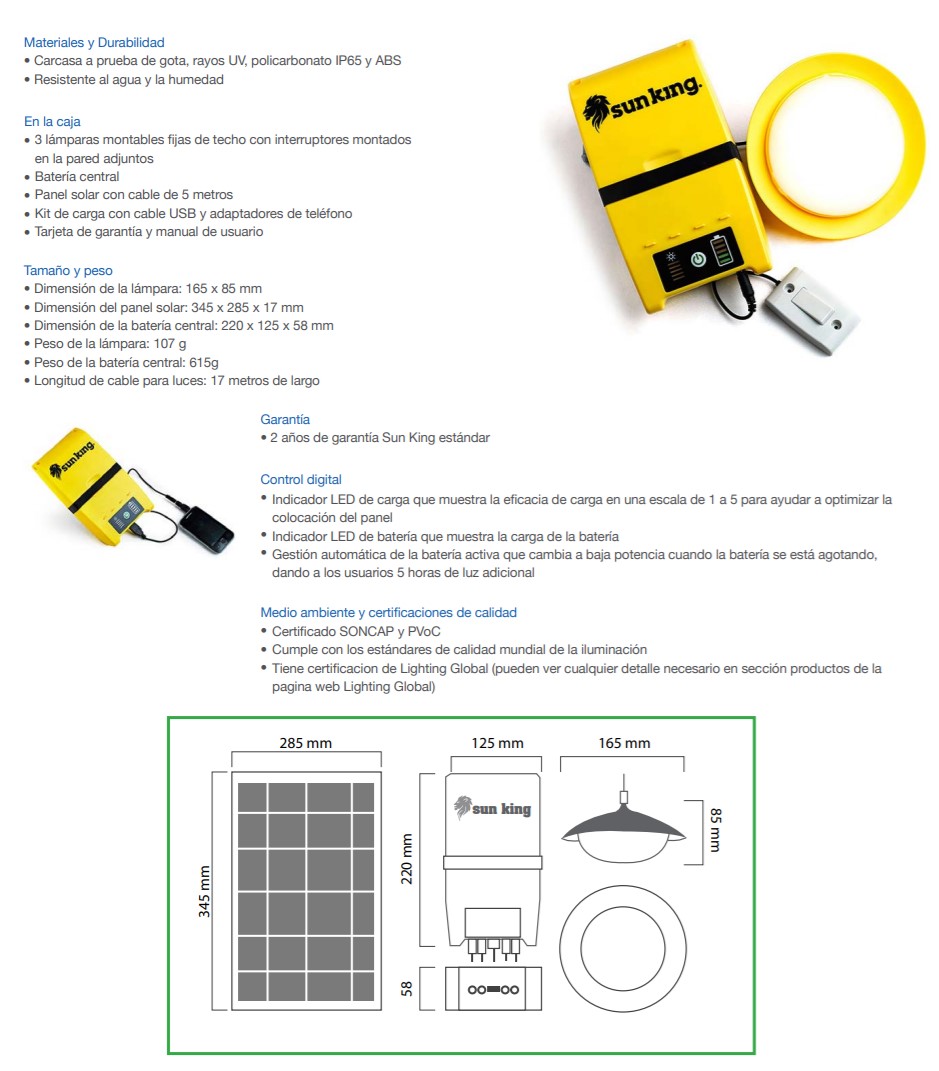 Materiales y Durabilidad
• Carcasa a prueba de gota, rayos UV, policarbonato IP65 y ABS
• Resistente al agua y la humedad
sun king.
En la caja
• 3 lámparas montables fijas de techo con interruptores montados
en la pared adjuntos
• Batería central
• Panel solar con cable de 5 metros
• Kit de carga con cable USB y adaptadores de teléfono
• Tarjeta de garantía y manual de usuario
Tamaño y peso
• Dimensión de la lámpara: 165 x 85 mm
• Dimensión del panel solar: 345 x 285 x 17 mm
• Dimensión de la batería central: 220 x 125 x 58 mm
• Peso de la lámpara: 107 g
• Peso de la batería central: 615g
• Longitud de cable para luces: 17 metros de largo
sun king.
Garantía
• 2 años de garantía Sun King estándar
Control digital
• Indicador LED de carga que muestra la eficacia de carga en una escala de 1 a 5 para ayudar a optimizar la
colocación del panel
• Indicador LED de batería que muestra la carga de la batería
• Gestión automática de la batería activa que cambia a baja potencia cuando la batería se está agotando,
dando a los usuarios 5 horas de luz adicional
Medio ambiente y certificaciones de calidad
• Certificado SONCAP y PVoC
• Cumple con los estándares de calidad mundial de la iluminación
• Tiene certificacion de Lighting Global (pueden ver cualquier detalle necesario en sección productos de la
pagina web Lighting Global)
285 mm
125 mm
165 mm
sun king
85 mm
220 mm
345 mm
58